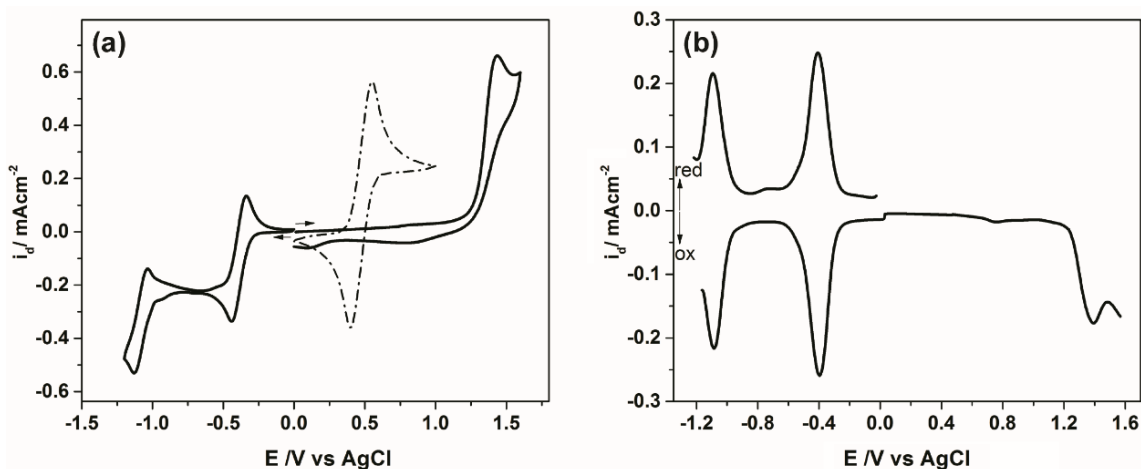 (a)
0.6
0.4
0.2
0.0
-0.2
-0.4
-0.6
i_d/ mAcm⁻²
-1.5 -1.0 -0.5 0.0 0.5 1.0 1.5
E /V vs AgCl
(b)
0.3
0.2
0.1
0.0
-0.1
-0.2
-0.3
i_d/ mAcm⁻²
red
ox
-1.2 -0.8 -0.4 0.0 0.4 0.8 1.2 1.6
E /V vs AgCl